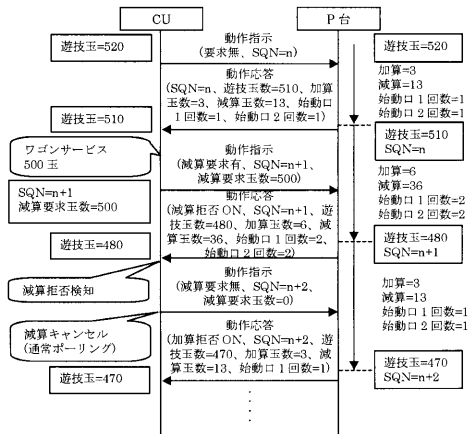 CU
P台
遊技玉=520
動作指示
(要求無、SQN=n)
遊技玉=520
動作応答
(SQN=n、遊技玉数=510、加算
玉数=3、減算玉数=13、始動口
1回数=1、始動口2回数=1)
加算=3
減算=13
始動口1回数=1
始動口2回数=1
遊技玉=510
遊技玉=510
SQN=n
ワゴンサービス
500玉
動作指示
(減算要求有、SQN=n+1、
減算要求玉数=500)
加算=6
減算=36
始動口1回数=2
始動口2回数=2
SQN=n+1
減算要求玉数=500
動作応答
(減算拒否ON、SQN=n+1、遊
技玉数=480、加算玉数=6、減
算玉数=36、始動口1回数=2、
始動口2回数=2)
遊技玉=480
遊技玉=480
SQN=n+1
減算拒否検知
動作指示
(減算要求無、SQN=n+2、
減算要求玉数=0)
加算=3
減算=13
始動口1回数=1
始動口2回数=1
減算キャンセル
(通常ポーリング)
動作応答
(加算拒否ON、SQN=n+2、遊
技玉数=470、加算玉数=3、減
算玉数=13、始動口1回数=1)
遊技玉=470
遊技玉=470
SQN=n+2